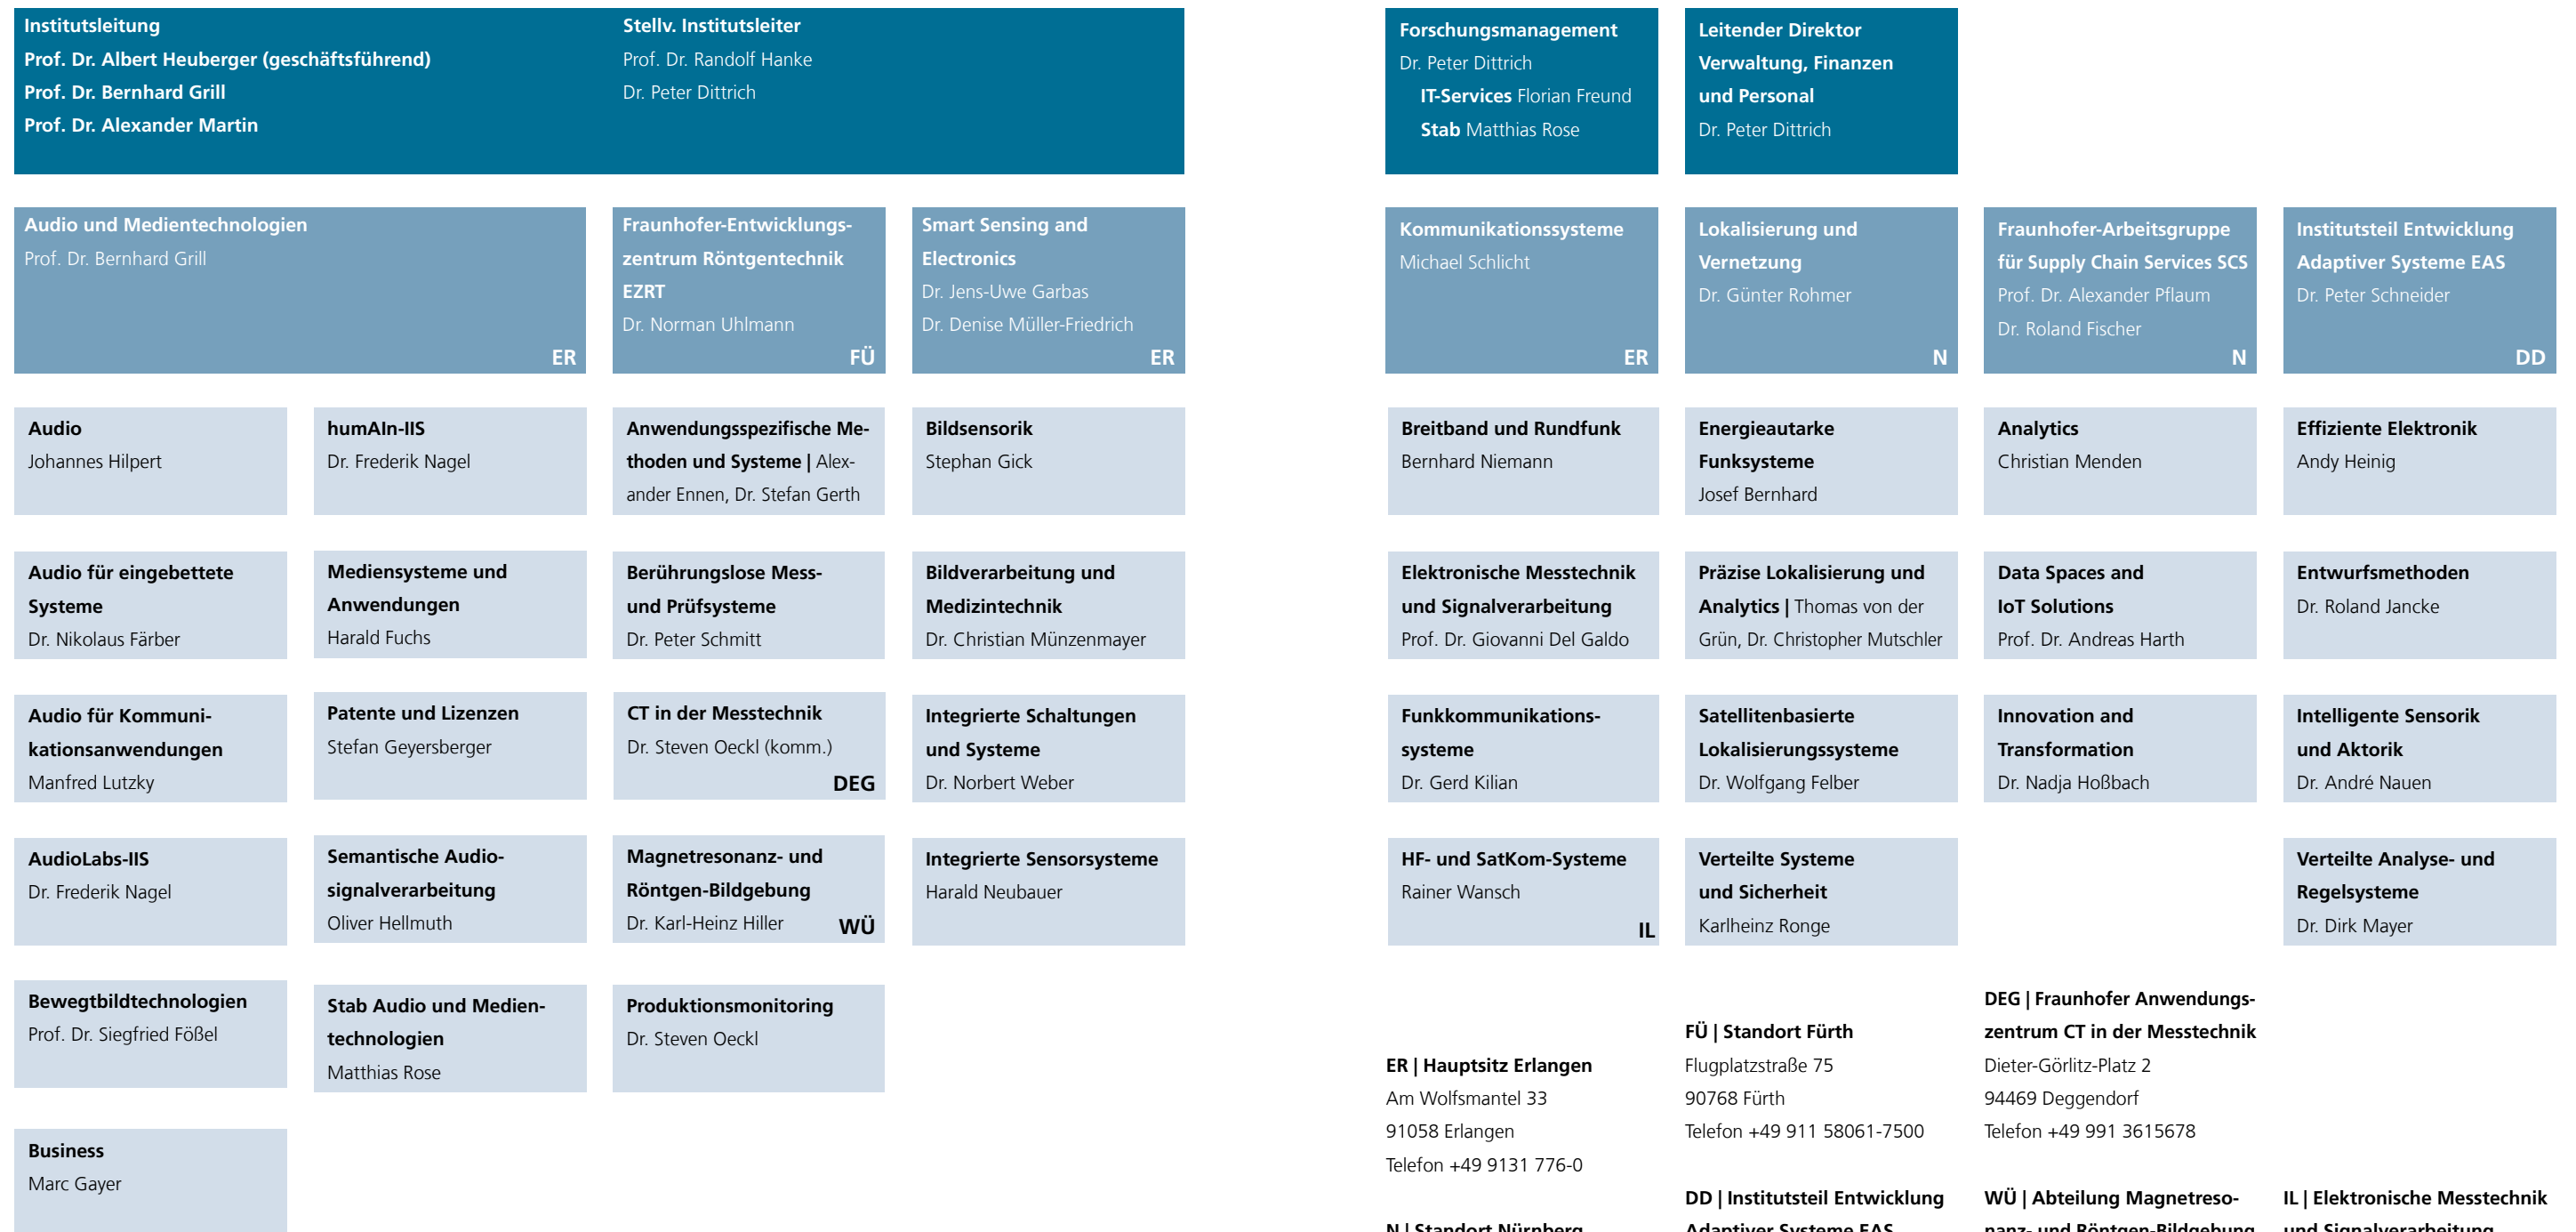 Institutsleitung
Prof. Dr. Albert Heuberger (geschäftsführend)
Prof. Dr. Bernhard Grill
Prof. Dr. Alexander Martin
Stellv. Institutsleiter
Prof. Dr. Randolf Hanke
Dr. Peter Dittrich
Forschungsmanagement
Dr. Peter Dittrich
IT-Services Florian Freund
Stab Matthias Rose
Leitender Direktor
Verwaltung, Finanzen
und Personal
Dr. Peter Dittrich
Audio und Medientechnologien
Prof. Dr. Bernhard Grill
ER
Fraunhofer-Entwicklungs-
zentrum Röntgentechnik
EZRT
Dr. Norman Uhlmann
FÜ
Smart Sensing and
Electronics
Dr. Jens-Uwe Garbas
Dr. Denise Müller-Friedrich
ER
Kommunikationssysteme
Michael Schlicht
ER
Lokalisierung und
Vernetzung
Dr. Günter Rohmer
N
Fraunhofer-Arbeitsgruppe
für Supply Chain Services SCS
Prof. Dr. Alexander Pflaum
Dr. Roland Fischer
N
Institutsteil Entwicklung
Adaptiver Systeme EAS
Dr. Peter Schneider
DD
Audio
Johannes Hilpert
humAIn-IIS
Dr. Frederik Nagel
Anwendungsspezifische Me-
thoden und Systeme | Alex-
ander Ennen, Dr. Stefan Gerth
Bildsensorik
Stephan Gick
Breitband und Rundfunk
Bernhard Niemann
Energieautarke
Funksysteme
Josef Bernhard
Analytics
Christian Menden
Effiziente Elektronik
Andy Heinig
Audio für eingebettete
Systeme
Dr. Nikolaus Färber
Mediensysteme und
Anwendungen
Harald Fuchs
Berührungslose Mess-
und Prüfsysteme
Dr. Peter Schmitt
Bildverarbeitung und
Medizintechnik
Dr. Christian Münzenmayer
Elektronische Messtechnik
und Signalverarbeitung
Prof. Dr. Giovanni Del Galdo
Präzise Lokalisierung und
Analytics | Thomas von der
Grün, Dr. Christopher Mutschler
Data Spaces and
IoT Solutions
Prof. Dr. Andreas Harth
Entwurfsmethoden
Dr. Roland Jancke
Audio für Kommuni-
kationsanwendungen
Manfred Lutzky
Patente und Lizenzen
Stefan Geyersberger
CT in der Messtechnik
Dr. Steven Oeckl (komm.)
DEG
Integrierte Schaltungen
und Systeme
Dr. Norbert Weber
Funkkommunikations-
systeme
Dr. Gerd Kilian
Satellitenbasierte
Lokalisierungssysteme
Dr. Wolfgang Felber
Innovation and
Transformation
Dr. Nadja Hoßbach
Intelligente Sensorik
und Aktorik
Dr. André Nauen
AudioLabs-IIS
Dr. Frederik Nagel
Semantische Audio-
signalverarbeitung
Oliver Hellmuth
Magnetresonanz- und
Röntgen-Bildgebung
Dr. Karl-Heinz Hiller
WÜ
Integrierte Sensorsysteme
Harald Neubauer
HF- und SatKom-Systeme
Rainer Wansch
IL
Verteilte Systeme
und Sicherheit
Karlheinz Ronge
Verteilte Analyse- und
Regelsysteme
Dr. Dirk Mayer
Bewegtbildtechnologien
Prof. Dr. Siegfried Fößel
Stab Audio und Medien-
technologien
Matthias Rose
Produktionsmonitoring
Dr. Steven Oeckl
Business
Marc Gayer
ER | Hauptsitz Erlangen
Am Wolfsmantel 33
91058 Erlangen
Telefon +49 9131 776-0
FÜ | Standort Fürth
Flugplatzstraße 75
90768 Fürth
Telefon +49 911 58061-7500
DEG | Fraunhofer Anwendungs-
zentrum CT in der Messtechnik
Dieter-Görlitz-Platz 2
94469 Deggendorf
Telefon +49 991 3615678
N | Standort Nürnberg
DD | Institutsteil Entwicklung
Adaptiver Systeme EAS
WÜ | Abteilung Magnetreso-
nanz- und Röntgen-Bildgebung
IL | Elektronische Messtechnik
und Signalverarbeitung